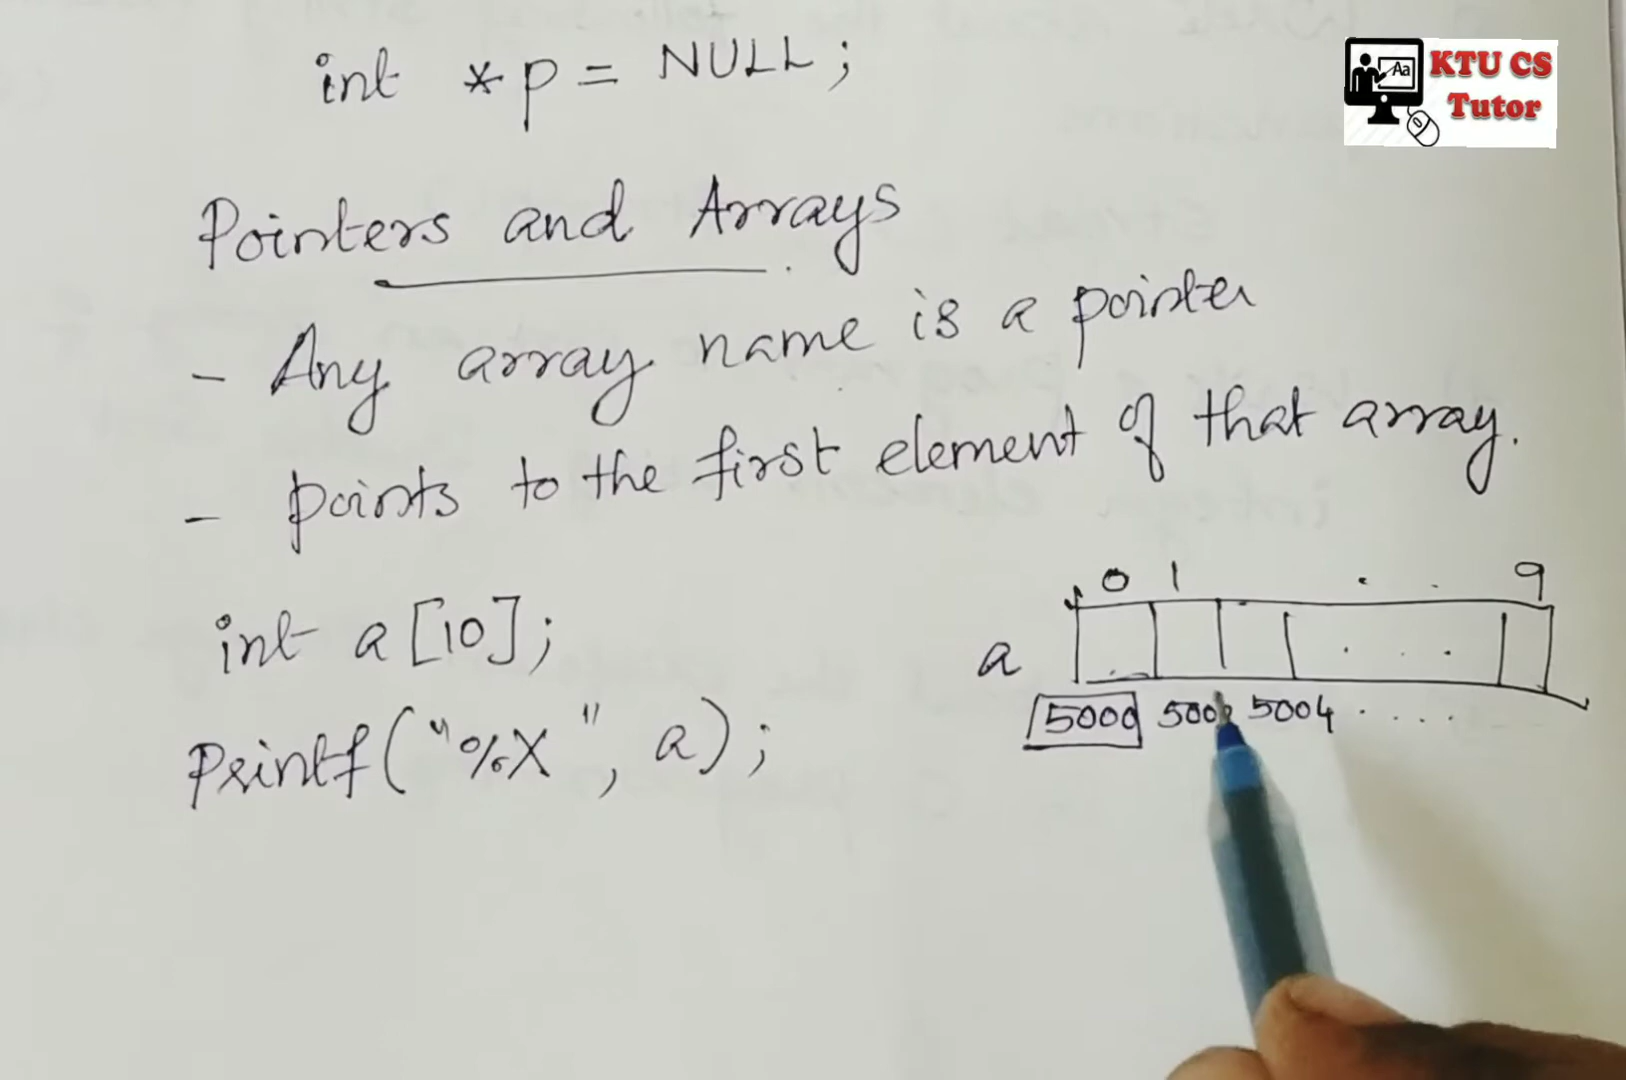 int *p = NULL;
KTU CS
Tutor
Aa
Pointers and Arrays
- Any array name is a pointer
- points to the first element of that array.
int a[10];
printf("%X", a);
0 1 . . 9
a . . .
5000 5004 . . . .